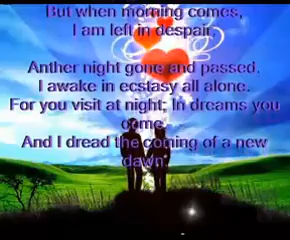 But when morning comes,
I am left in despair,
Anther night gone and passed,
I awake in ecstasy all alone.
For you visit at night; In dreams you
come
And I dread the coming of a new
dawn.